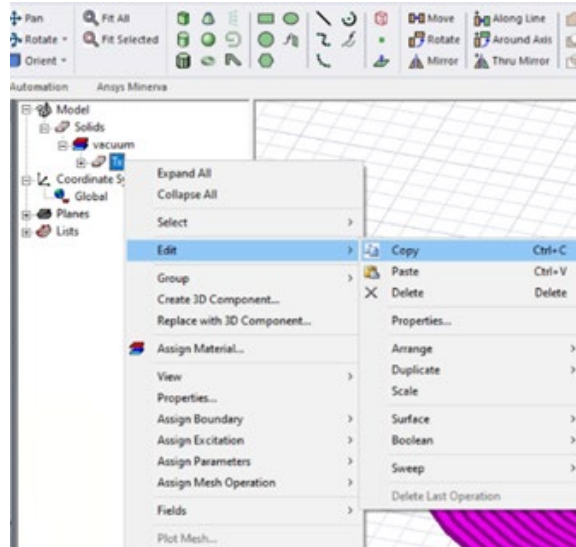 Pan
Rotate
Orient
Fit All
Fit Selected
Move
Rotate
Mirror
Along Line
Around Axis
Thru Mirror
Automation
Ansys Minerva
Model
Solids
vacuum
Coordinate
Global
Planes
Lists
Expand All
Collapse All
Select
Edit
Group
Create 3D Component...
Replace with 3D Component...
Assign Material...
View
Properties...
Assign Boundary
Assign Excitation
Assign Parameters
Assign Mesh Operation
Fields
Plot Mesh...
Copy Ctrl+C
Paste Ctrl+V
Delete Delete
Properties...
Arrange
Duplicate
Scale
Surface
Boolean
Sweep
Delete Last Operation